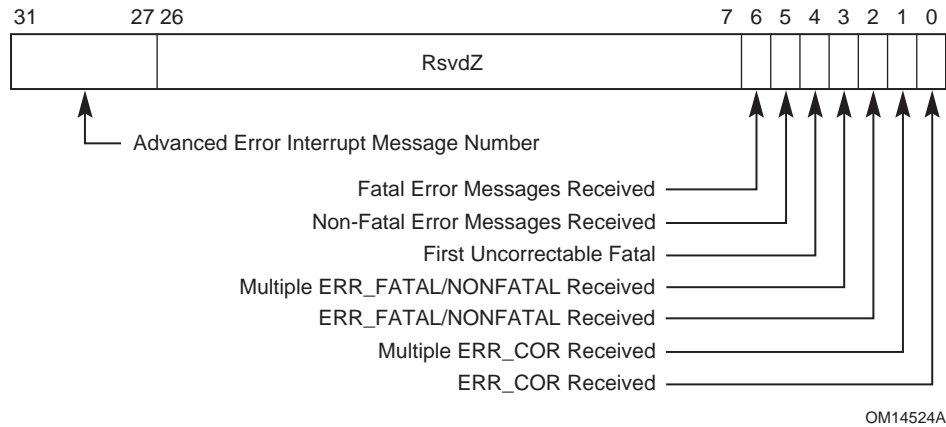 31 27 26 7 6 5 4 3 2 1 0
RsvdZ
Advanced Error Interrupt Message Number
Fatal Error Messages Received
Non-Fatal Error Messages Received
First Uncorrectable Fatal
Multiple ERR_FATAL/NONFATAL Received
ERR_FATAL/NONFATAL Received
Multiple ERR_COR Received
ERR_COR Received
OM14524A